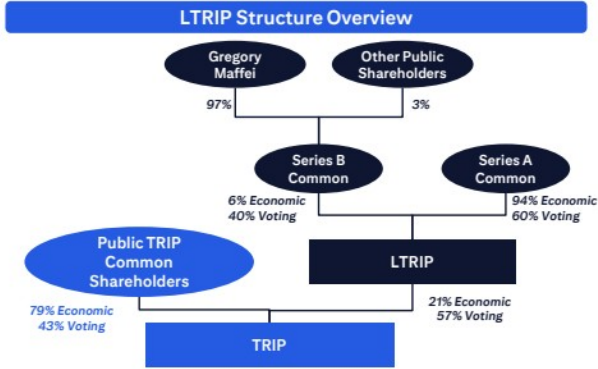 LTRIP Structure Overview
Gregory
Maffei
Other Public
Shareholders
97%
3%
Series B
Common
Series A
Common
6% Economic
40% Voting
94% Economic
60% Voting
Public TRIP
Common
Shareholders
LTRIP
79% Economic
43% Voting
21% Economic
57% Voting
TRIP